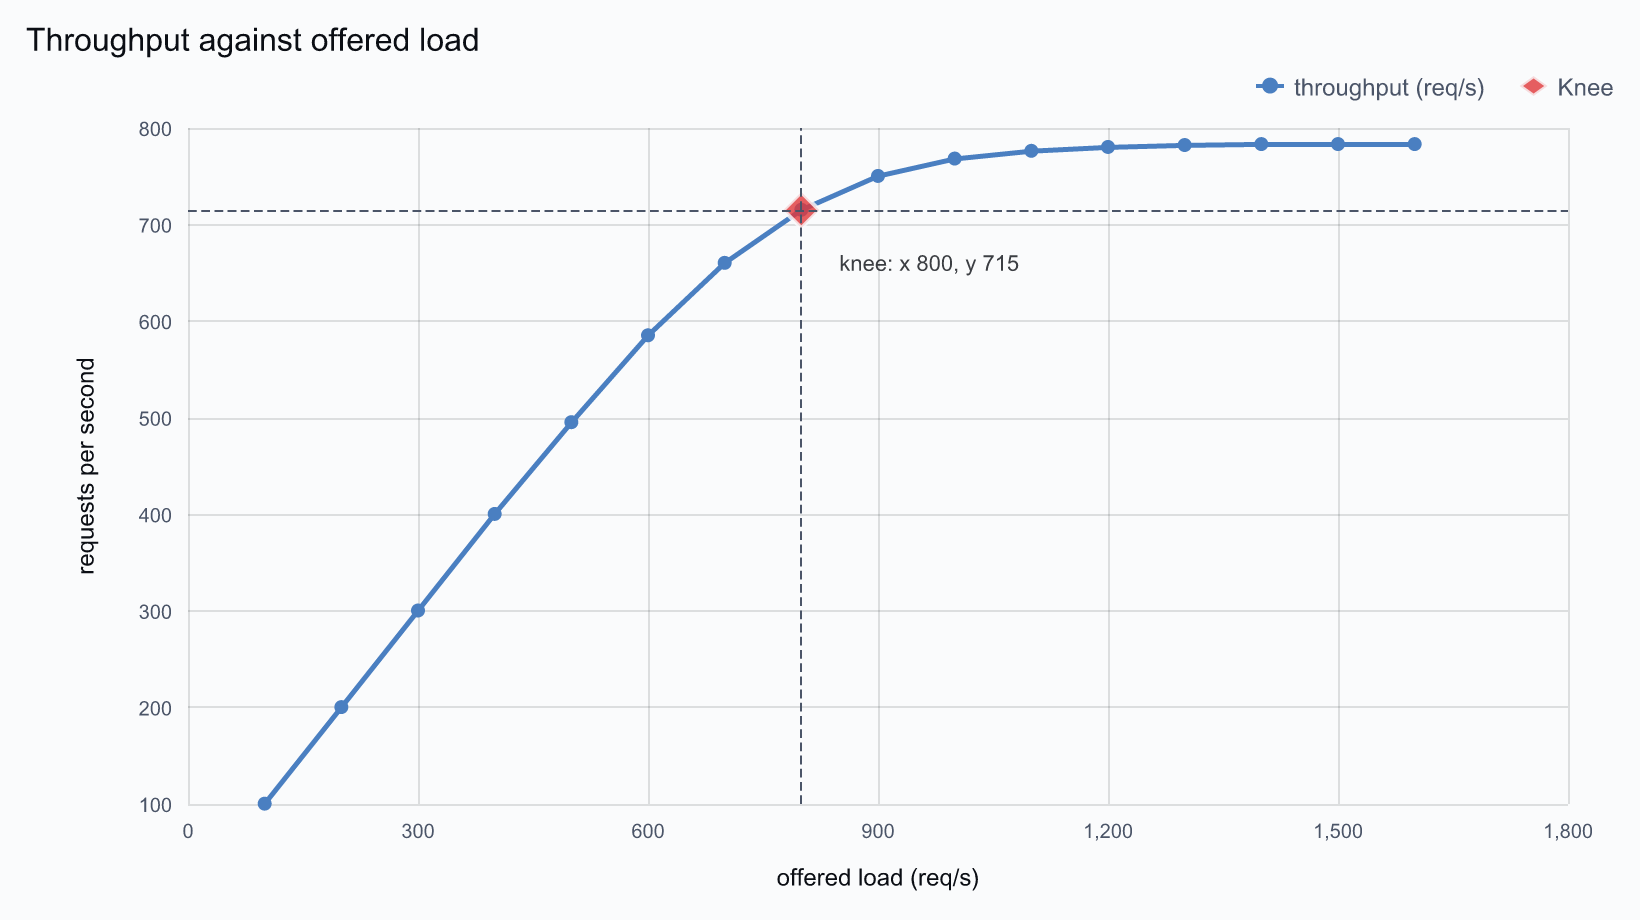 Throughput against offered load
throughput (req/s)
Knee
800
700
600
500
400
300
200
100
requests per second
knee: x 800, y 715
0
300
600
900
1,200
1,500
1,800
offered load (req/s)